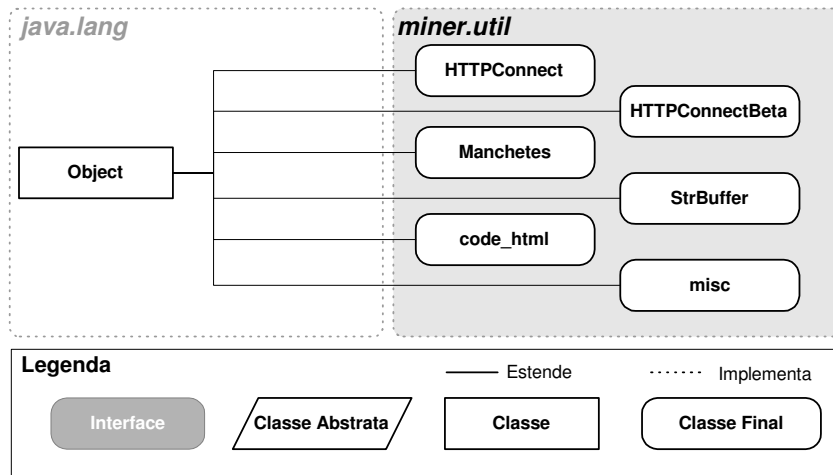 java.lang
miner.util
HTTPConnect
HTTPConnectBeta
Manchetes
Object
StrBuffer
code_html
misc
Legenda
Estende
Implementa
Interface
Classe Abstrata
Classe
Classe Final